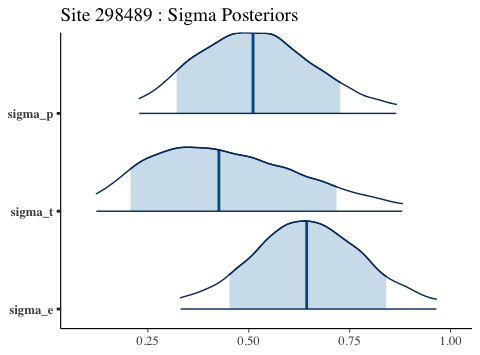 Site 298489 : Sigma Posteriors
sigma_p
sigma_t
sigma_e
0.25 0.50 0.75 1.00